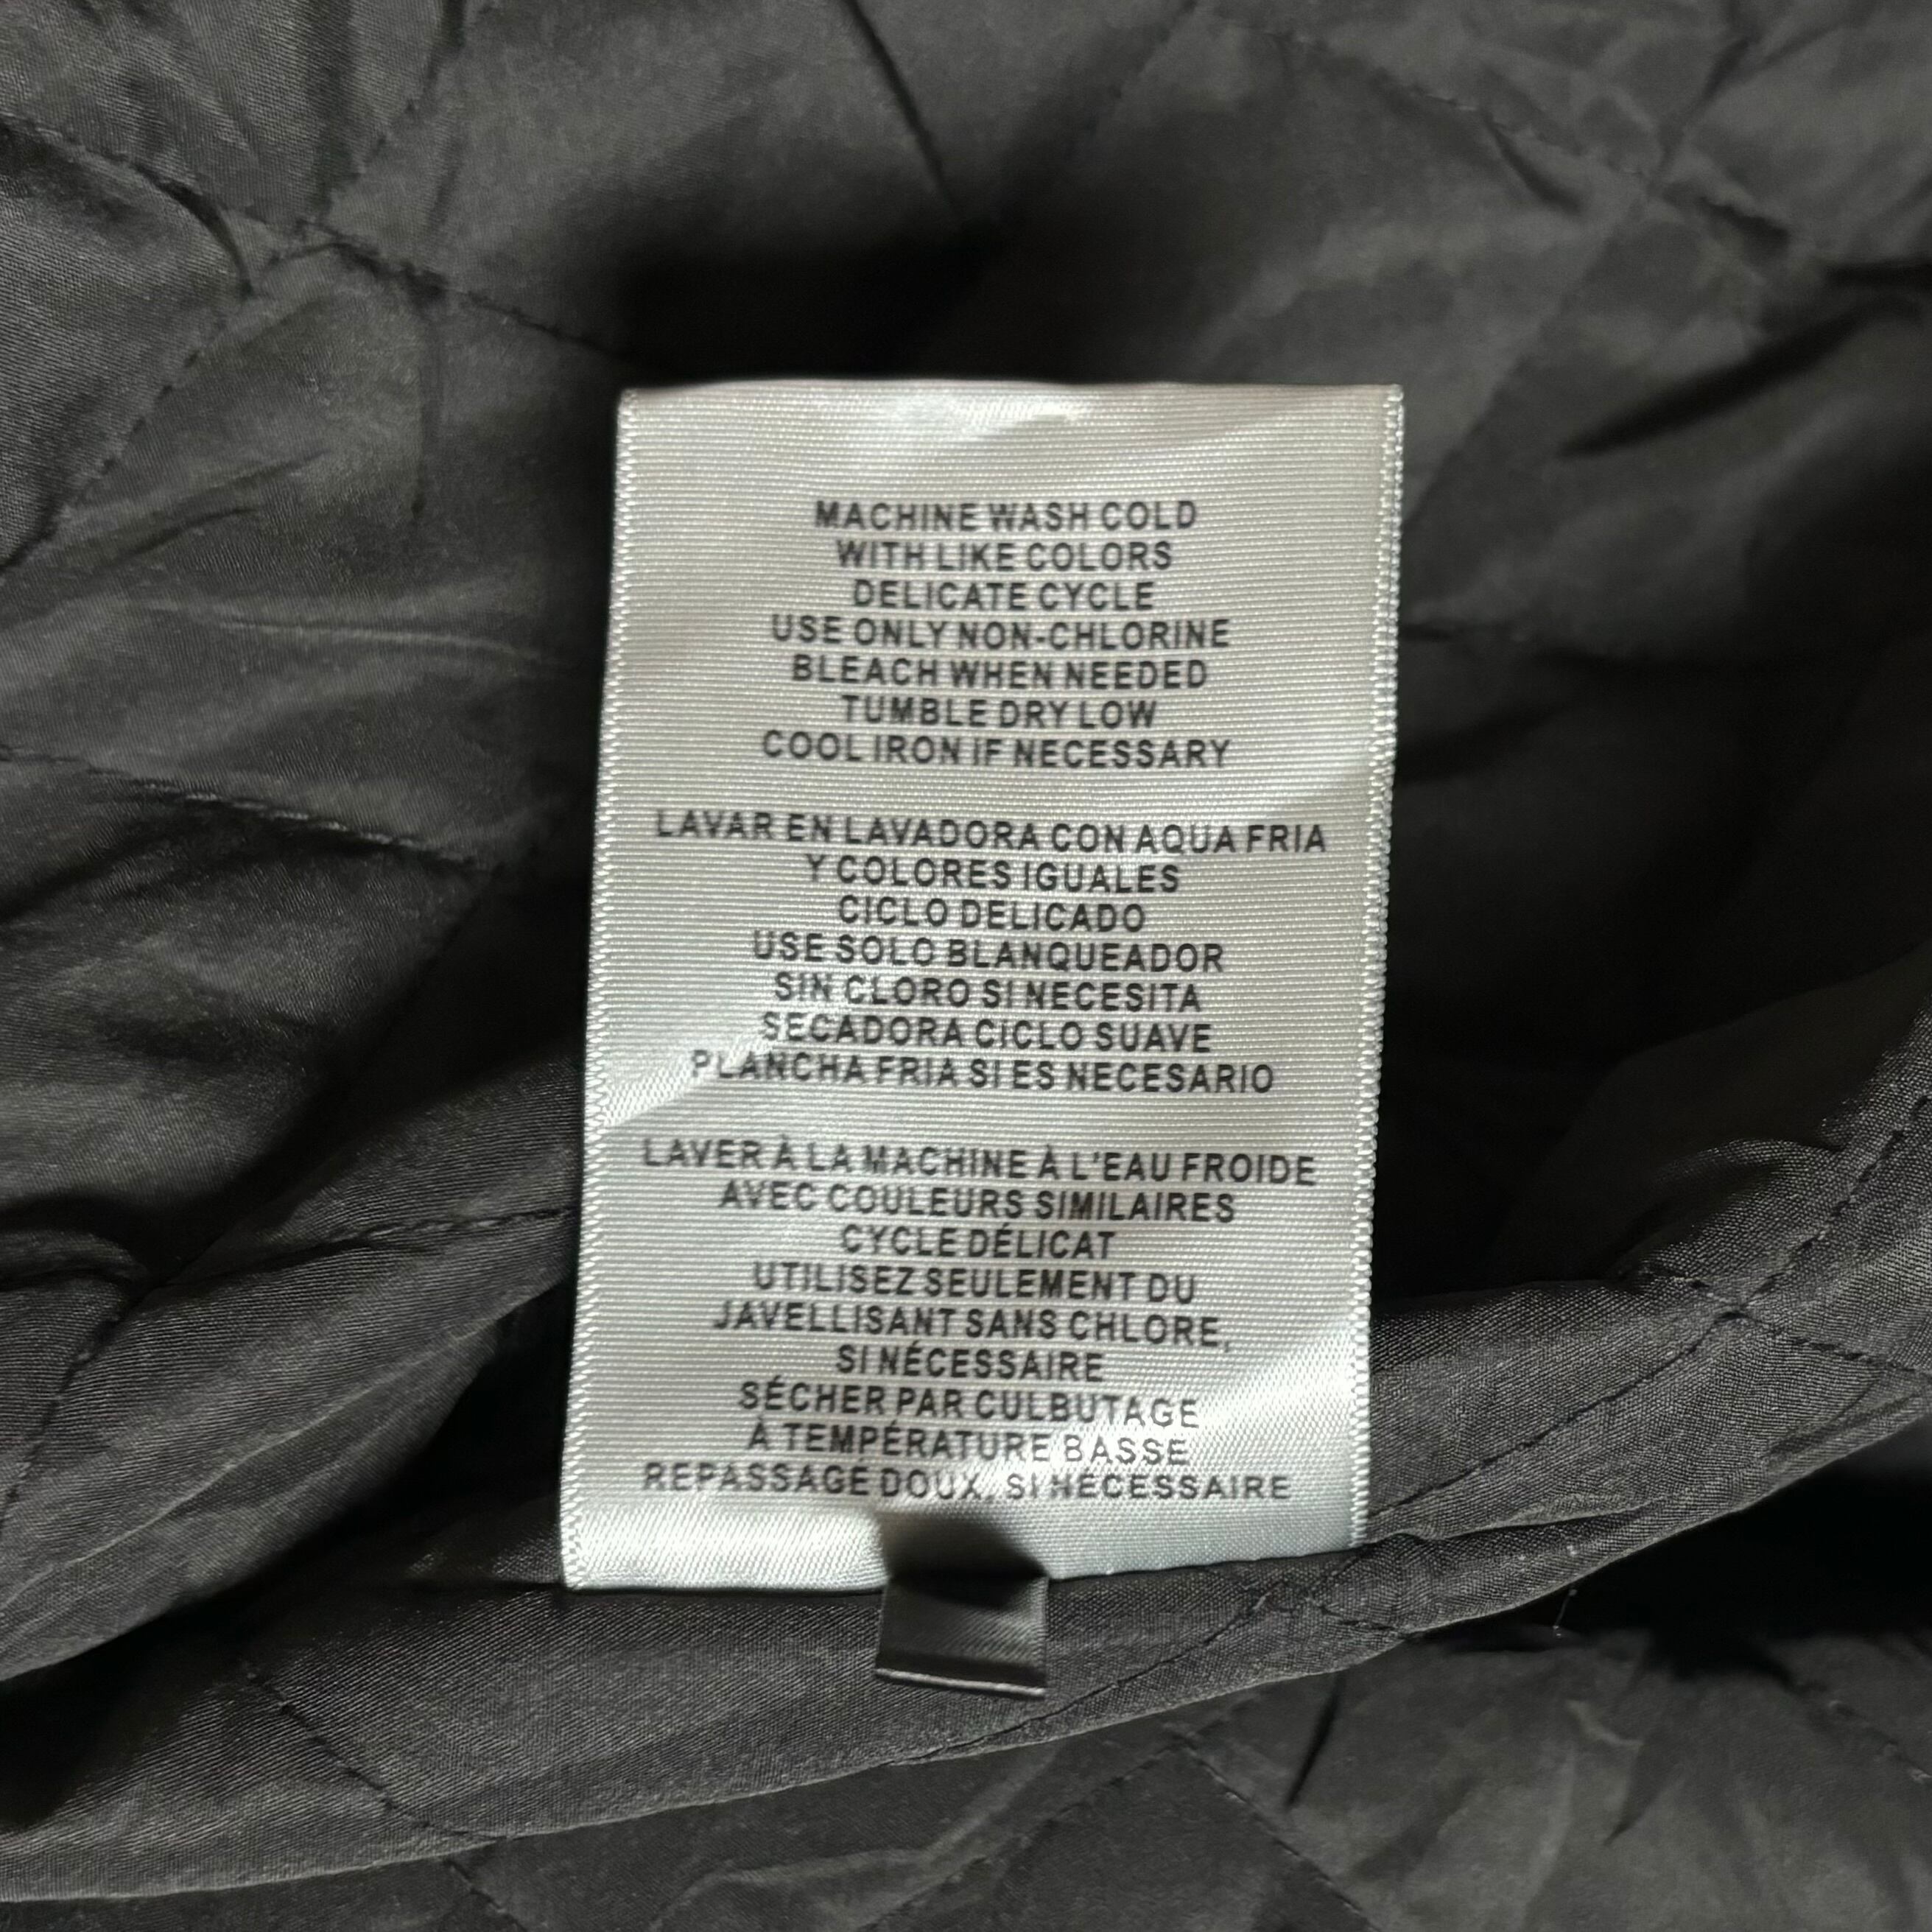 MACHINE WASH COLD
WITH LIKE COLORS
DELICATE CYCLE
USE ONLY NON-CHLORINE
BLEACH WHEN NEEDED
TUMBLE DRY LOW
COOL IRON IF NECESSARY
LAVAR EN LAVADORA CON AQUA FRIA
Y COLORES IGUALES
CICLO DELICADO
USE SOLO BLANQUEADOR
SIN CLORO SI NECESITA
SECADORA CICLO SUAVE
PLANCHA FRIA SI ES NECESARIO
LAVER À LA MACHINE À L'EAU FROIDE
AVEC COULEURS SIMILAIRES
CYCLE DÉLICAT
UTILISEZ SEULEMENT DU
JAVELLISANT SANS CHLORE,
SI NÉCESSAIRE
SÉCHER PAR CULBUTAGE
À TEMPÉRATURE BASSE
REPASSAGE DOUX, SI NÉCESSAIRE